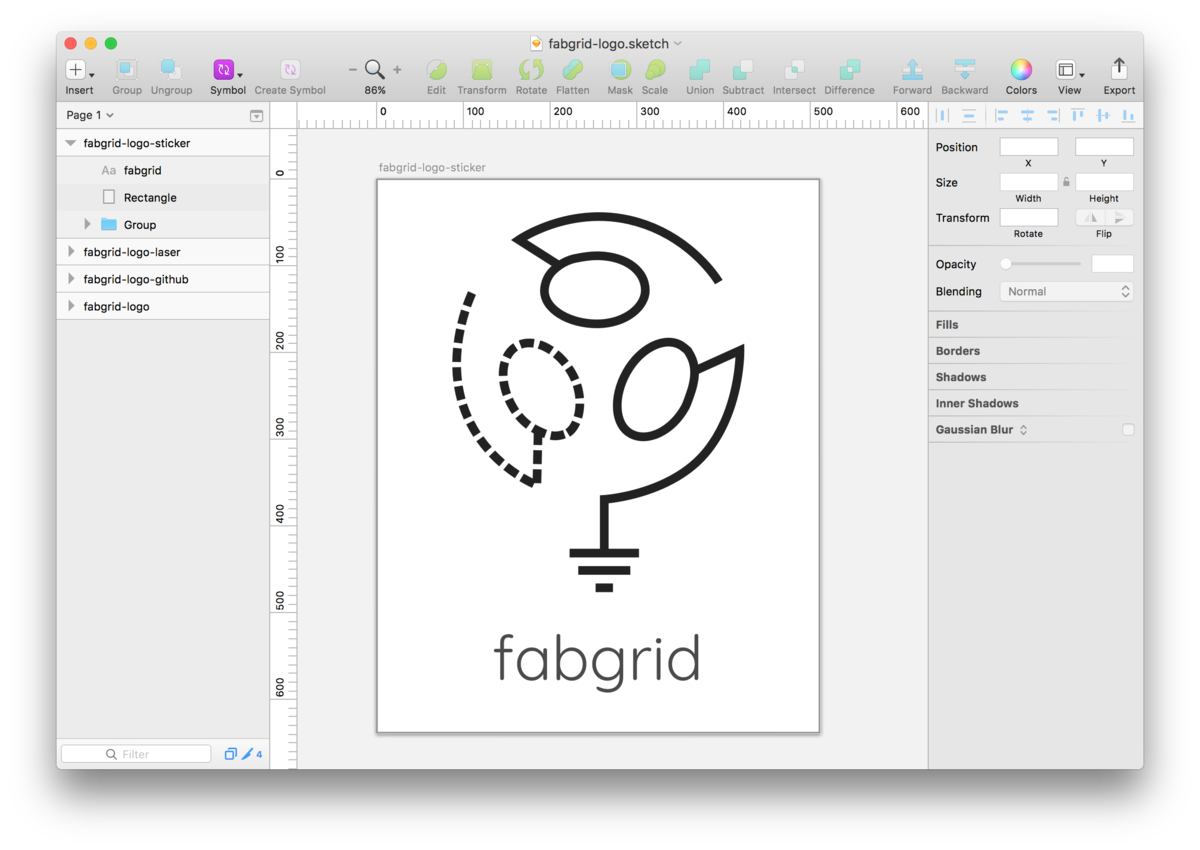 fabgrid-logo.sketch
Insert Group Ungroup Symbol Create Symbol 86% Edit Transform Rotate Flatten Mask Scale Union Subtract Intersect Difference Forward Backward Colors View Export
Page 1
0 100 200 300 400 500 600
fabgrid-logo-sticker
Aa fabgrid
Rectangle
Group
fabgrid-logo-laser
fabgrid-logo-github
fabgrid-logo
Filter
4
0
100
200
300
400
500
600
fabgrid-logo-sticker
fabgrid
Position
X Y
Size
Width Height
Transform
Rotate Flip
Opacity
Blending Normal
Fills
Borders
Shadows
Inner Shadows
Gaussian Blur